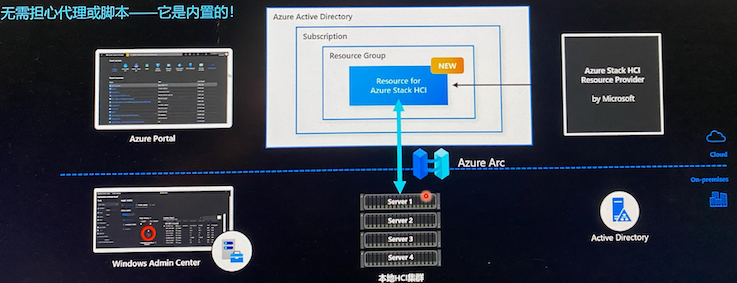 无需担心代理或脚本——它是内置的！
Azure Active Directory
Subscription
Resource Group
NEW
Resource for
Azure Stack HCI
Azure Stack HCI
Resource Provider
by Microsoft
Azure Portal
Azure Arc
Cloud
On-premises
Server 1
Server 2
Server 3
Server 4
本地HCI集群
Windows Admin Center
Active Directory